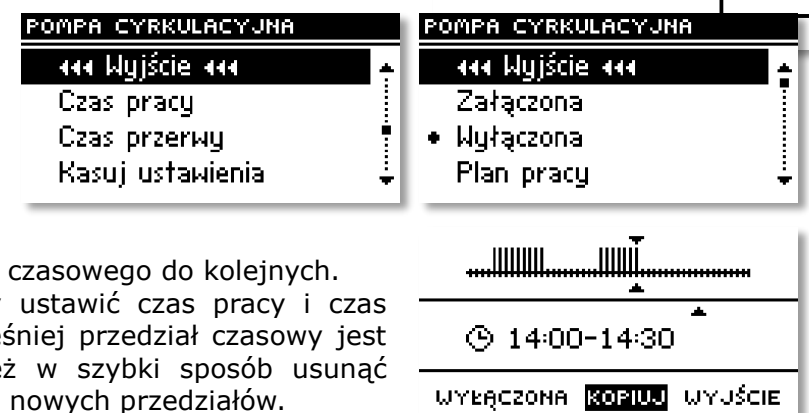 POMPA CYRKULACYJNA
Wyjście
Czas pracy
Czas przerwy
Kasuj ustawienia
POMPA CYRKULACYJNA
Wyjście
Załączona
Wyłączona
Plan pracy
czasowego do kolejnych.
ustawić czas pracy i czas
przedział czasowy jest
w szybki sposób usunąć
nowych przedziałów.
14:00-14:30
WYŁĄCZONA KOPIUJ WYJŚCIE